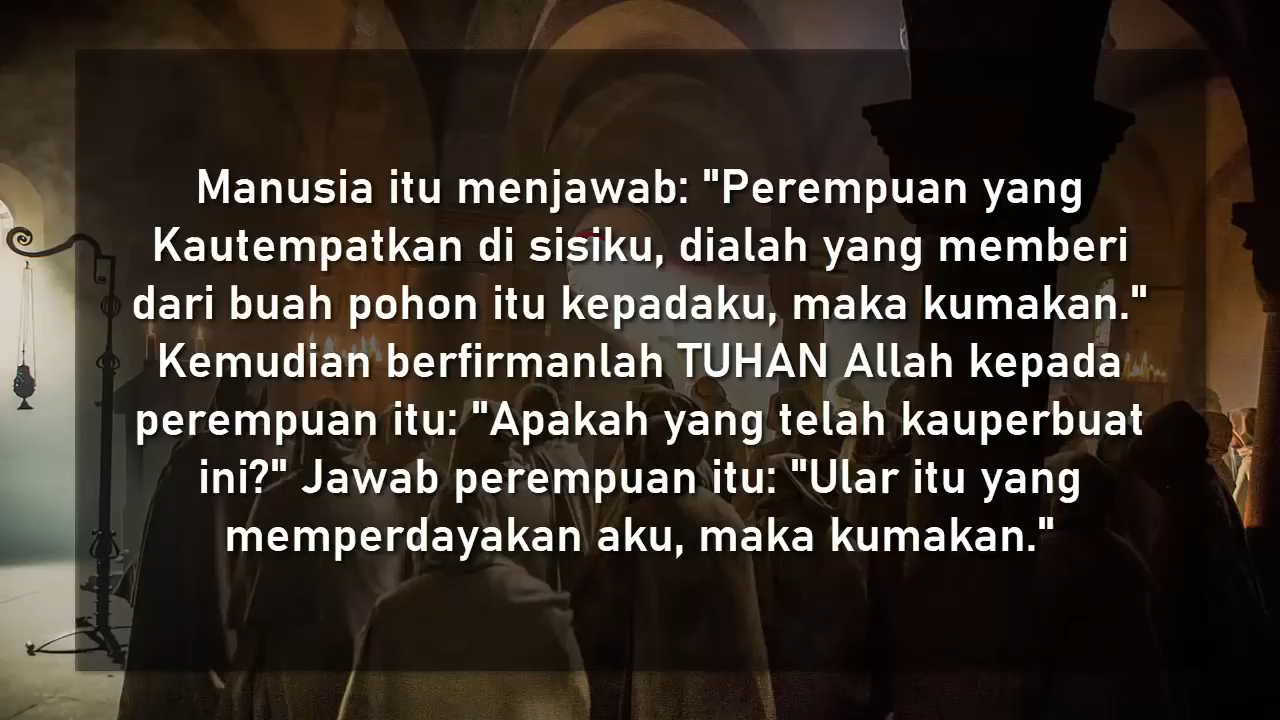 Manusia itu menjawab: "Perempuan yang
Kautempatkan di sisiku, dialah yang memberi
dari buah pohon itu kepadaku, maka kumakan."
Kemudian berfirmanlah TUHAN Allah kepada
perempuan itu: "Apakah yang telah kauperbuat
ini?" Jawab perempuan itu: "Ular itu yang
memperdayakan aku, maka kumakan."